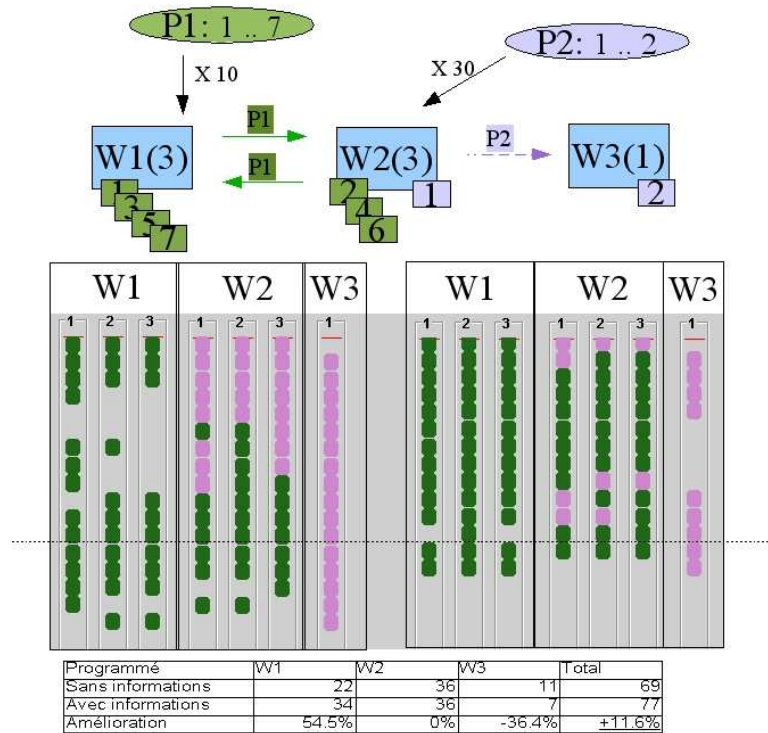 P1: 1 .. 7
P2: 1 .. 2
X 10
X 30
P1
P1
P2
W1(3)
W2(3)
W3(1)
1
3
5
7
2
4
6
1
2
W1 W2 W3 W1 W2 W3
1 2 3 1 2 3 1 1 2 3 1 2 3 1
Programmé W1 W2 W3 Total
Sans informations 22 36 11 69
Avec informations 34 36 7 77
Amélioration 54.5% 0% -36.4% +11.6%